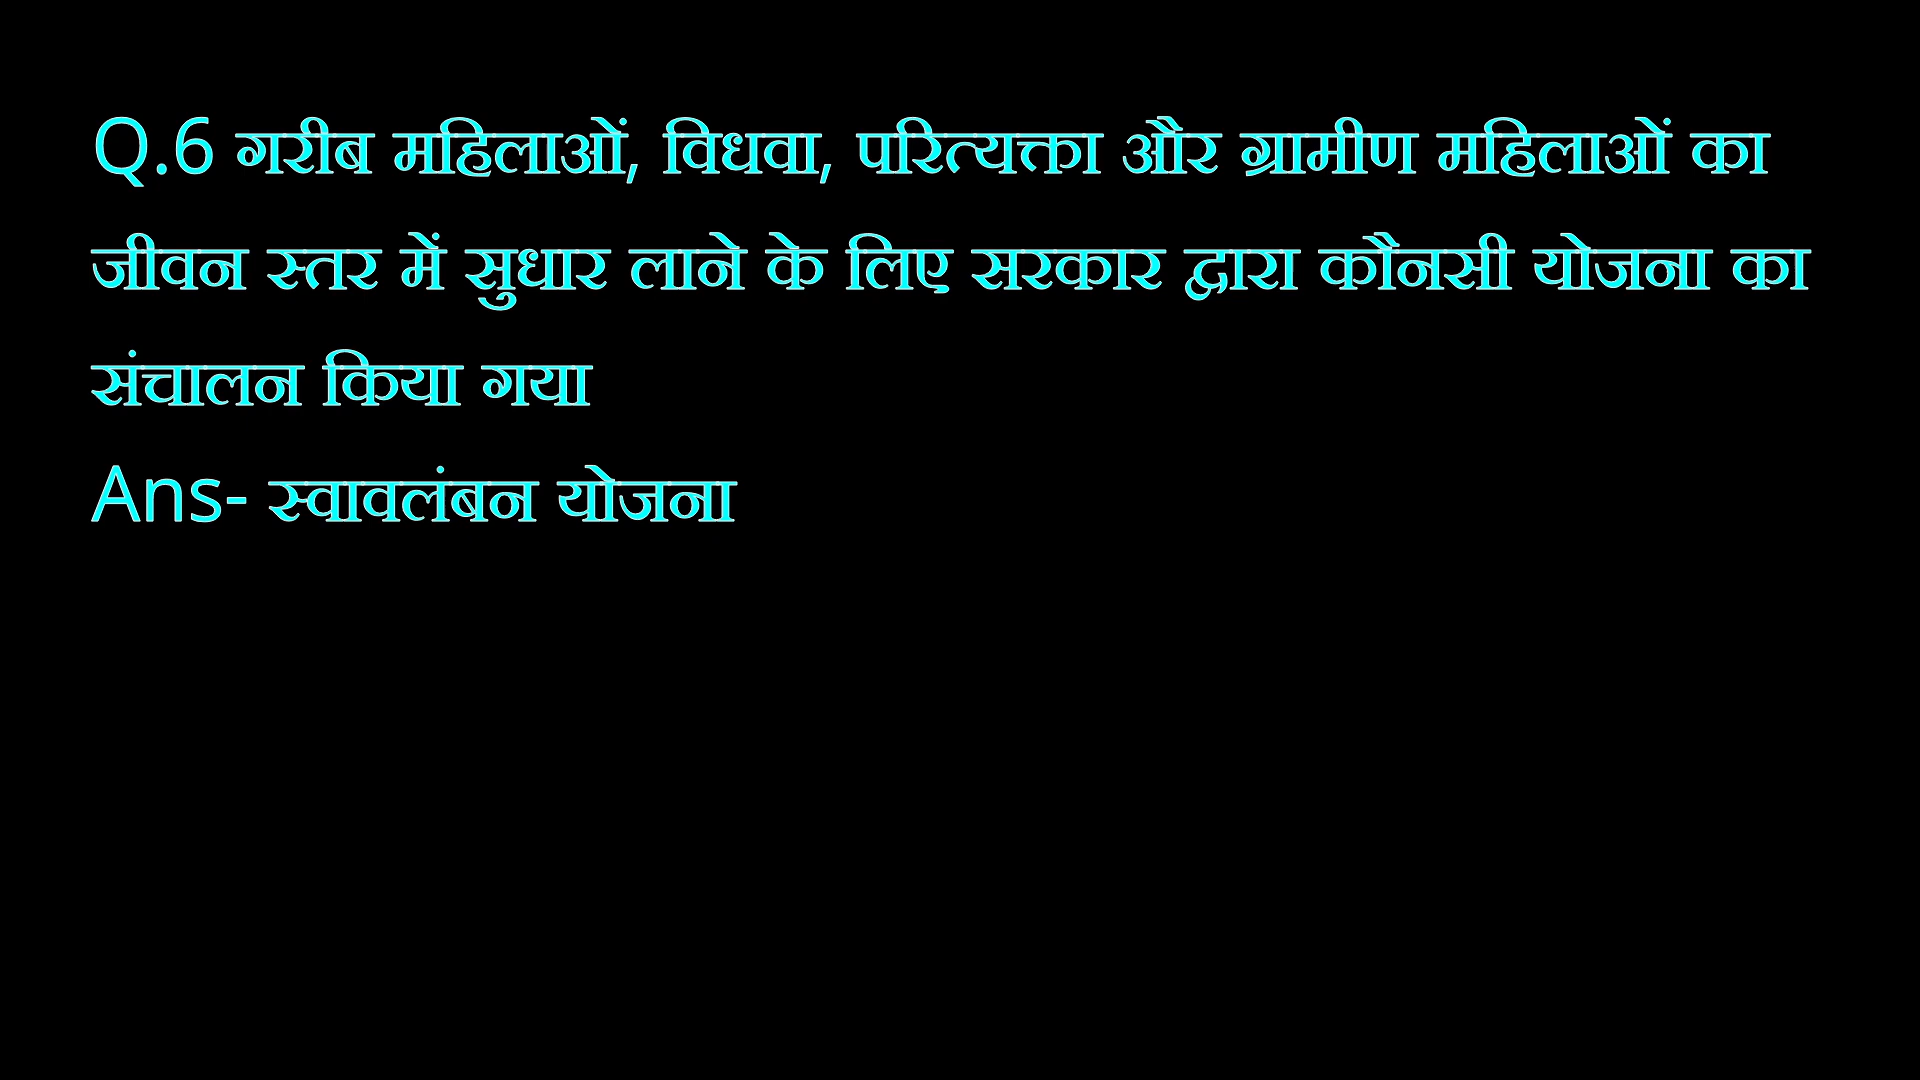 Q.6 गरीब महिलाओं, विधवा, परित्यक्ता और ग्रामीण महिलाओं का
जीवन स्तर में सुधार लाने के लिए सरकार द्वारा कौनसी योजना का
संचालन किया गया
Ans- स्वावलंबन योजना